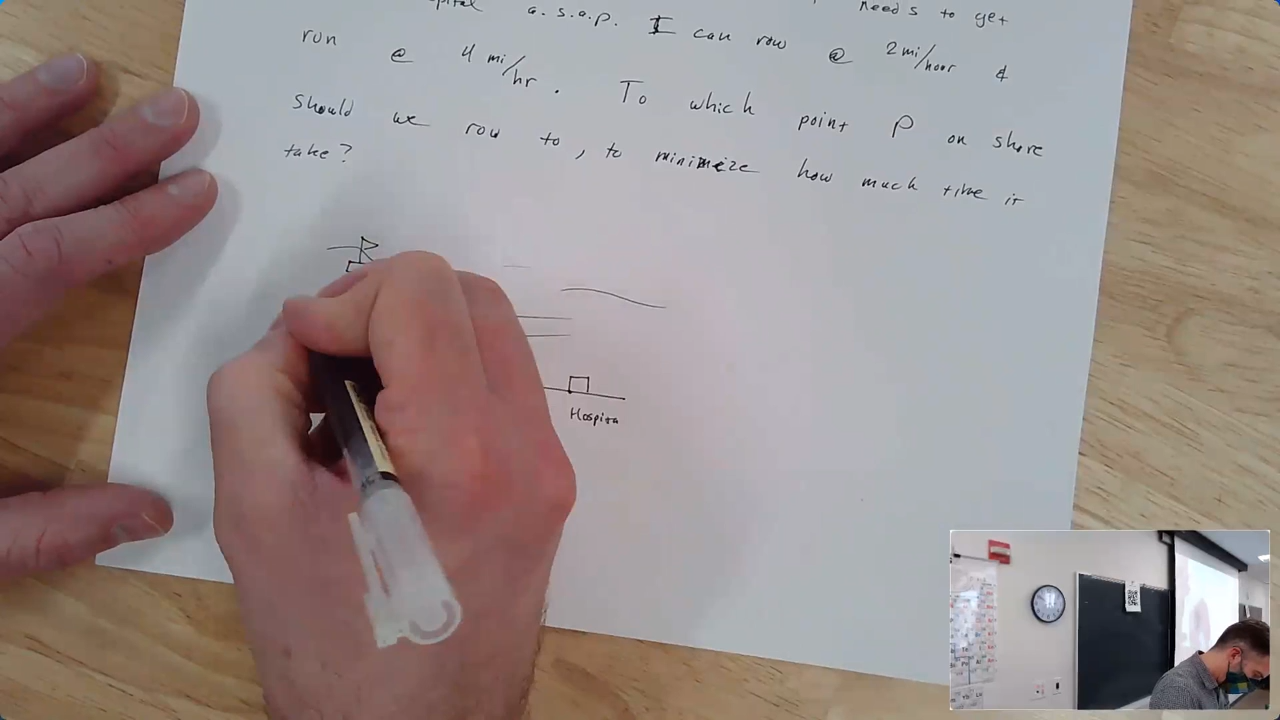 a.s.a.p. I can row @ 2mi/hour & needs to get
run @ 4 mi/hr. To which point P on shore
should we row to, to minimize how much time it
take?
Hospita